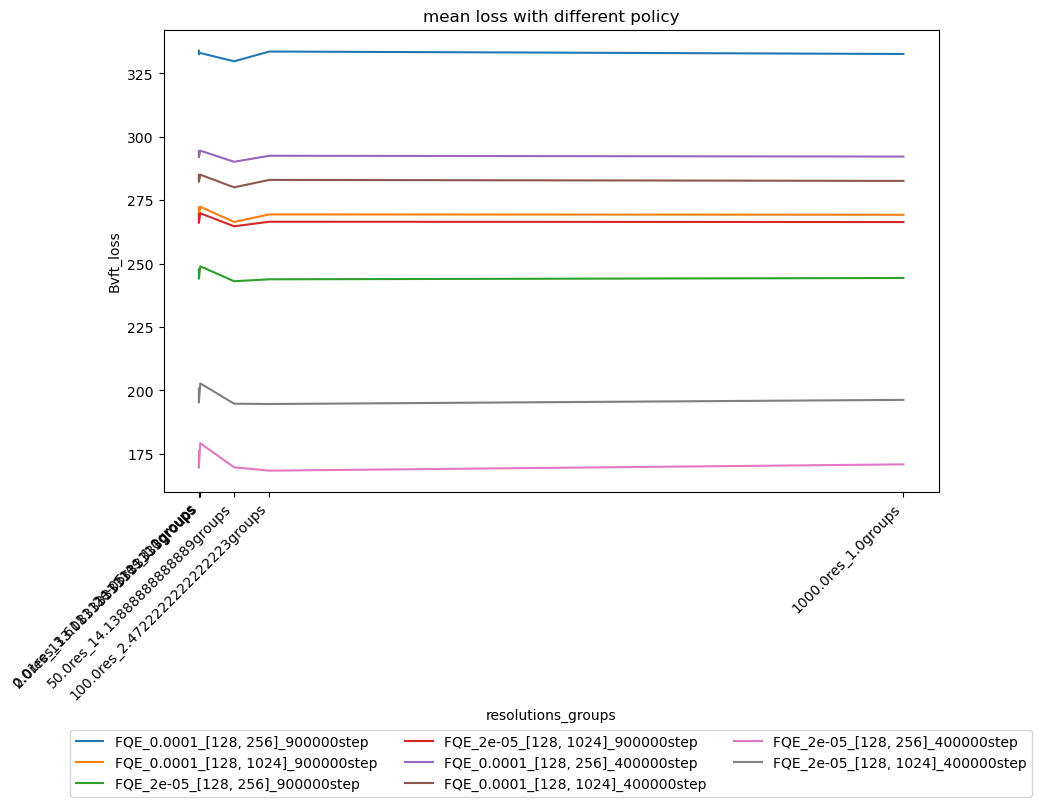 mean loss with different policy
Bvft_loss
325
300
275
250
225
200
175
50.0res_14.13888888888889groups
100.0res_2.4722222222222223groups
1000.0res_1.0groups
resolutions_groups
FQE_0.0001_[128, 256]_900000step
FQE_0.0001_[128, 1024]_900000step
FQE_2e-05_[128, 256]_900000step
FQE_2e-05_[128, 1024]_900000step
FQE_0.0001_[128, 256]_400000step
FQE_0.0001_[128, 1024]_400000step
FQE_2e-05_[128, 256]_400000step
FQE_2e-05_[128, 1024]_400000step